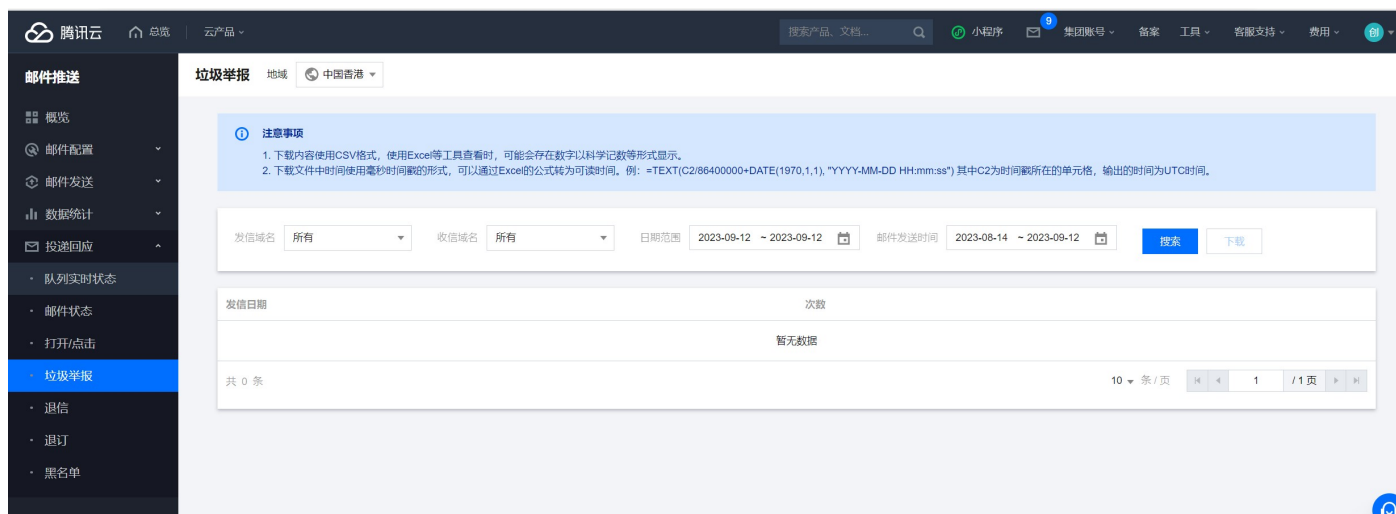 腾讯云 总览 云产品 搜索产品、文档... 小程序 9 集团账号 备案 工具 客服支持 费用 创
邮件推送
概览
邮件配置
邮件发送
数据统计
投递回应
队列实时状态
邮件状态
打开/点击
垃圾举报
退信
退订
黑名单
垃圾举报 地域 中国香港
注意事项
1. 下载内容使用CSV格式，使用Excel等工具查看时，可能会存在数字以科学记数等形式显示。
2. 下载文件中时间使用毫秒时间戳的形式，可以通过Excel的公式转为可读时间。例：=TEXT(C2/86400000+DATE(1970,1,1), "YYYY-MM-DD HH:mm:ss") 其中C2为时间戳所在的单元格，输出的时间为UTC时间。
发信域名 所有 收信域名 所有 日期范围 2023-09-12 ~ 2023-09-12 邮件发送时间 2023-08-14 ~ 2023-09-12 搜索 下载
发信日期 次数
暂无数据
共 0 条 10 条 / 页 1 / 1 页